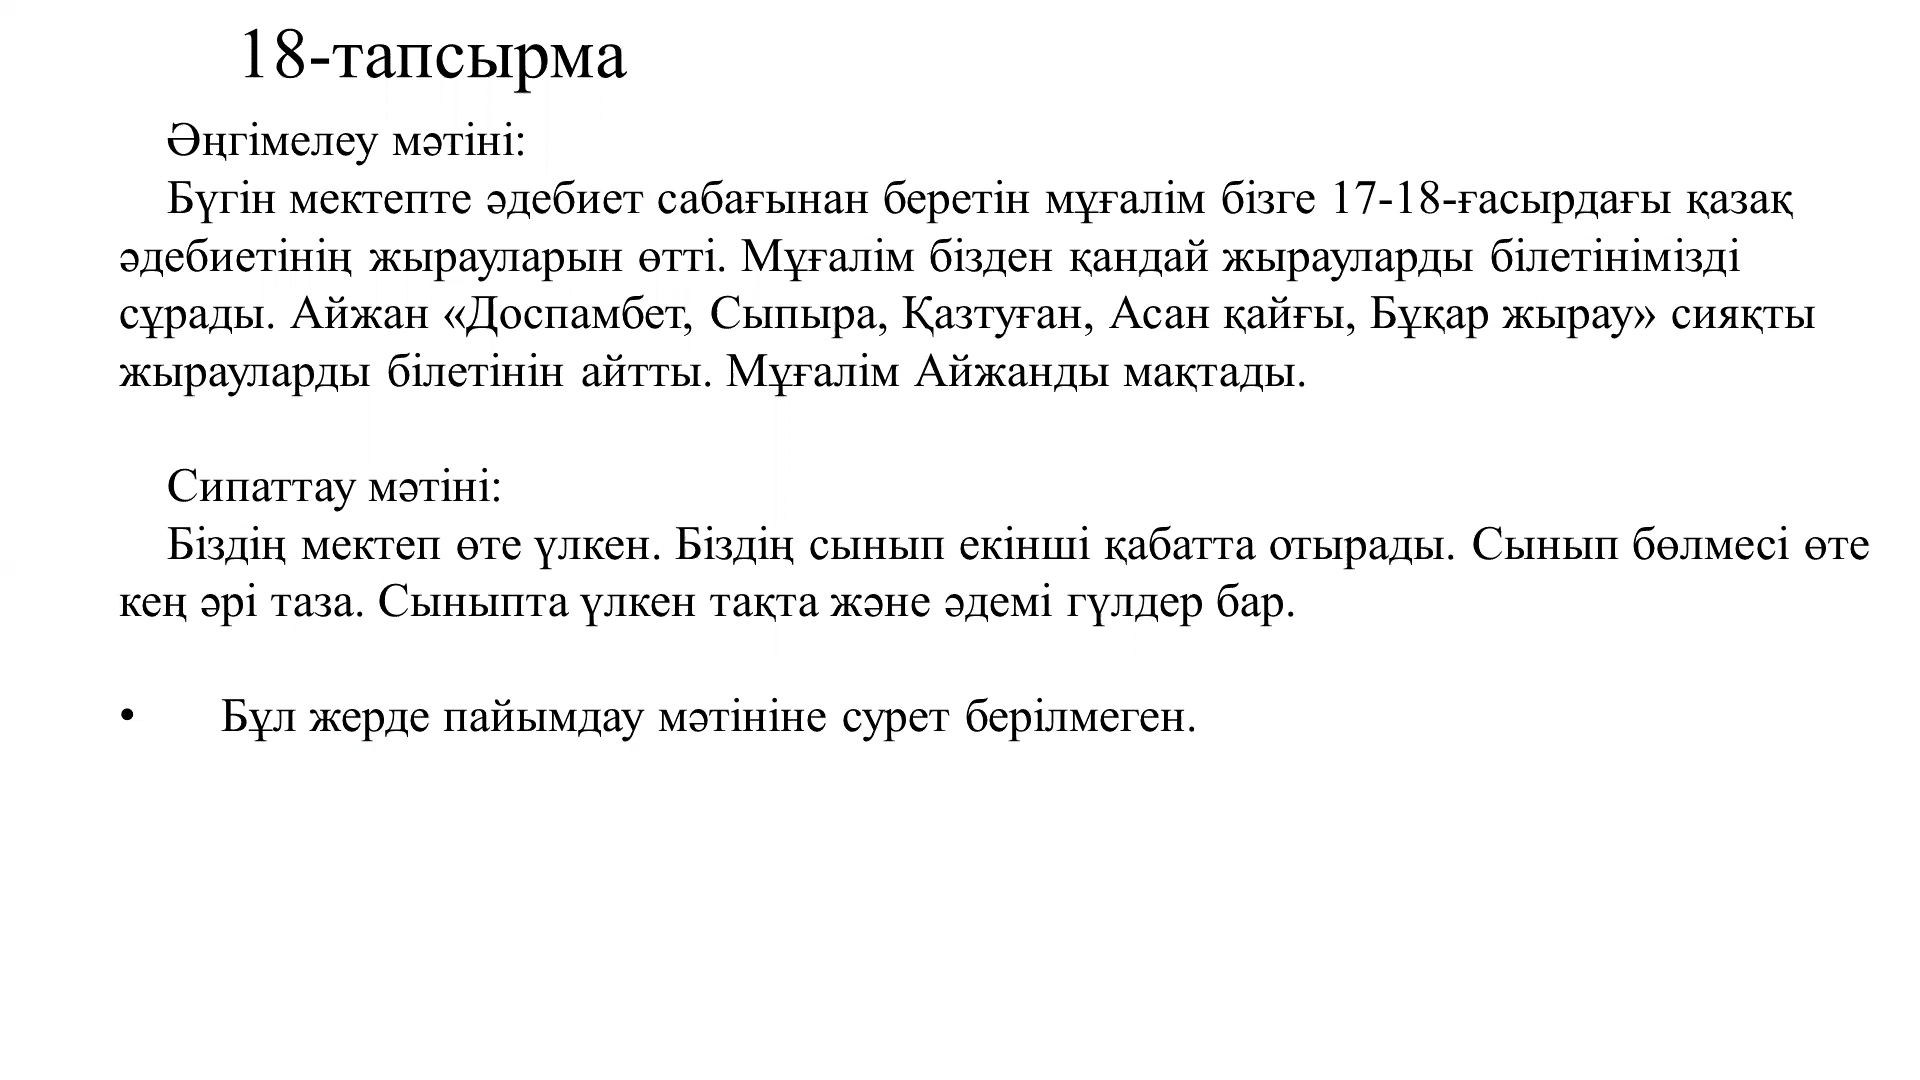 18-тапсырма
Әңгімелеу мәтіні:
Бүгін мектепте әдебиет сабағынан беретін мұғалім бізге 17-18-ғасырдағы қазақ
әдебиетінің жырауларын өтті. Мұғалім бізден қандай жырауларды білетінімізді
сұрады. Айжан «Доспамбет, Сыпыра, Қазтуған, Асан қайғы, Бұқар жырау» сияқты
жырауларды білетінін айтты. Мұғалім Айжанды мақтады.
Сипаттау мәтіні:
Біздің мектеп өте үлкен. Біздің сынып екінші қабатта отырады. Сынып бөлмесі өте
кең әрі таза. Сыныпта үлкен тақта және әдемі гүлдер бар.
• Бұл жерде пайымдау мәтініне сурет берілмеген.